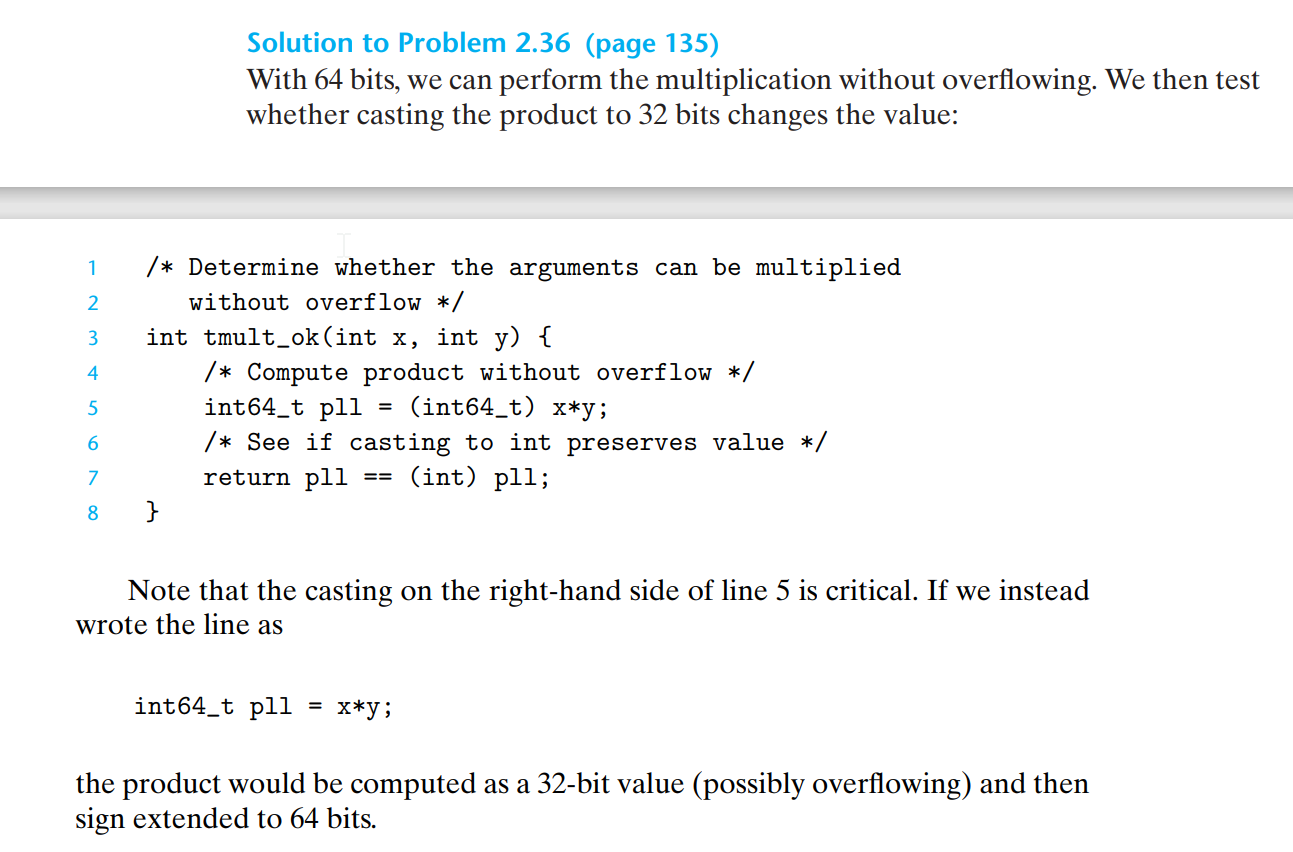 Solution to Problem 2.36 (page 135)
With 64 bits, we can perform the multiplication without overflowing. We then test
whether casting the product to 32 bits changes the value:
1 /* Determine whether the arguments can be multiplied
2 without overflow */
3 int tmult_ok(int x, int y) {
4 /* Compute product without overflow */
5 int64_t pll = (int64_t) x*y;
6 /* See if casting to int preserves value */
7 return pll == (int) pll;
8 }
Note that the casting on the right-hand side of line 5 is critical. If we instead
wrote the line as
int64_t pll = x*y;
the product would be computed as a 32-bit value (possibly overflowing) and then
sign extended to 64 bits.